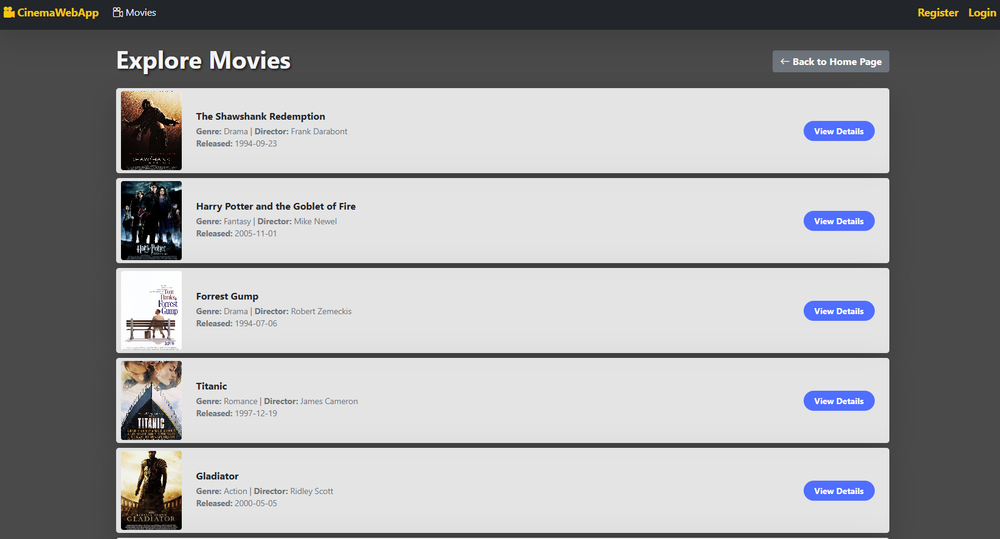 CinemaWebApp Movies Register Login
Explore Movies
← Back to Home Page
The Shawshank Redemption
Genre: Drama | Director: Frank Darabont
Released: 1994-09-23
View Details
Harry Potter
Harry Potter and the Goblet of Fire
Genre: Fantasy | Director: Mike Newel
Released: 2005-11-01
View Details
Tom
Hanks
Forrest
Gump
Forrest Gump
Genre: Drama | Director: Robert Zemeckis
Released: 1994-07-06
View Details
TITANIC
Titanic
Genre: Romance | Director: James Cameron
Released: 1997-12-19
View Details
GLADIATOR
Gladiator
Genre: Action | Director: Ridley Scott
Released: 2000-05-05
View Details